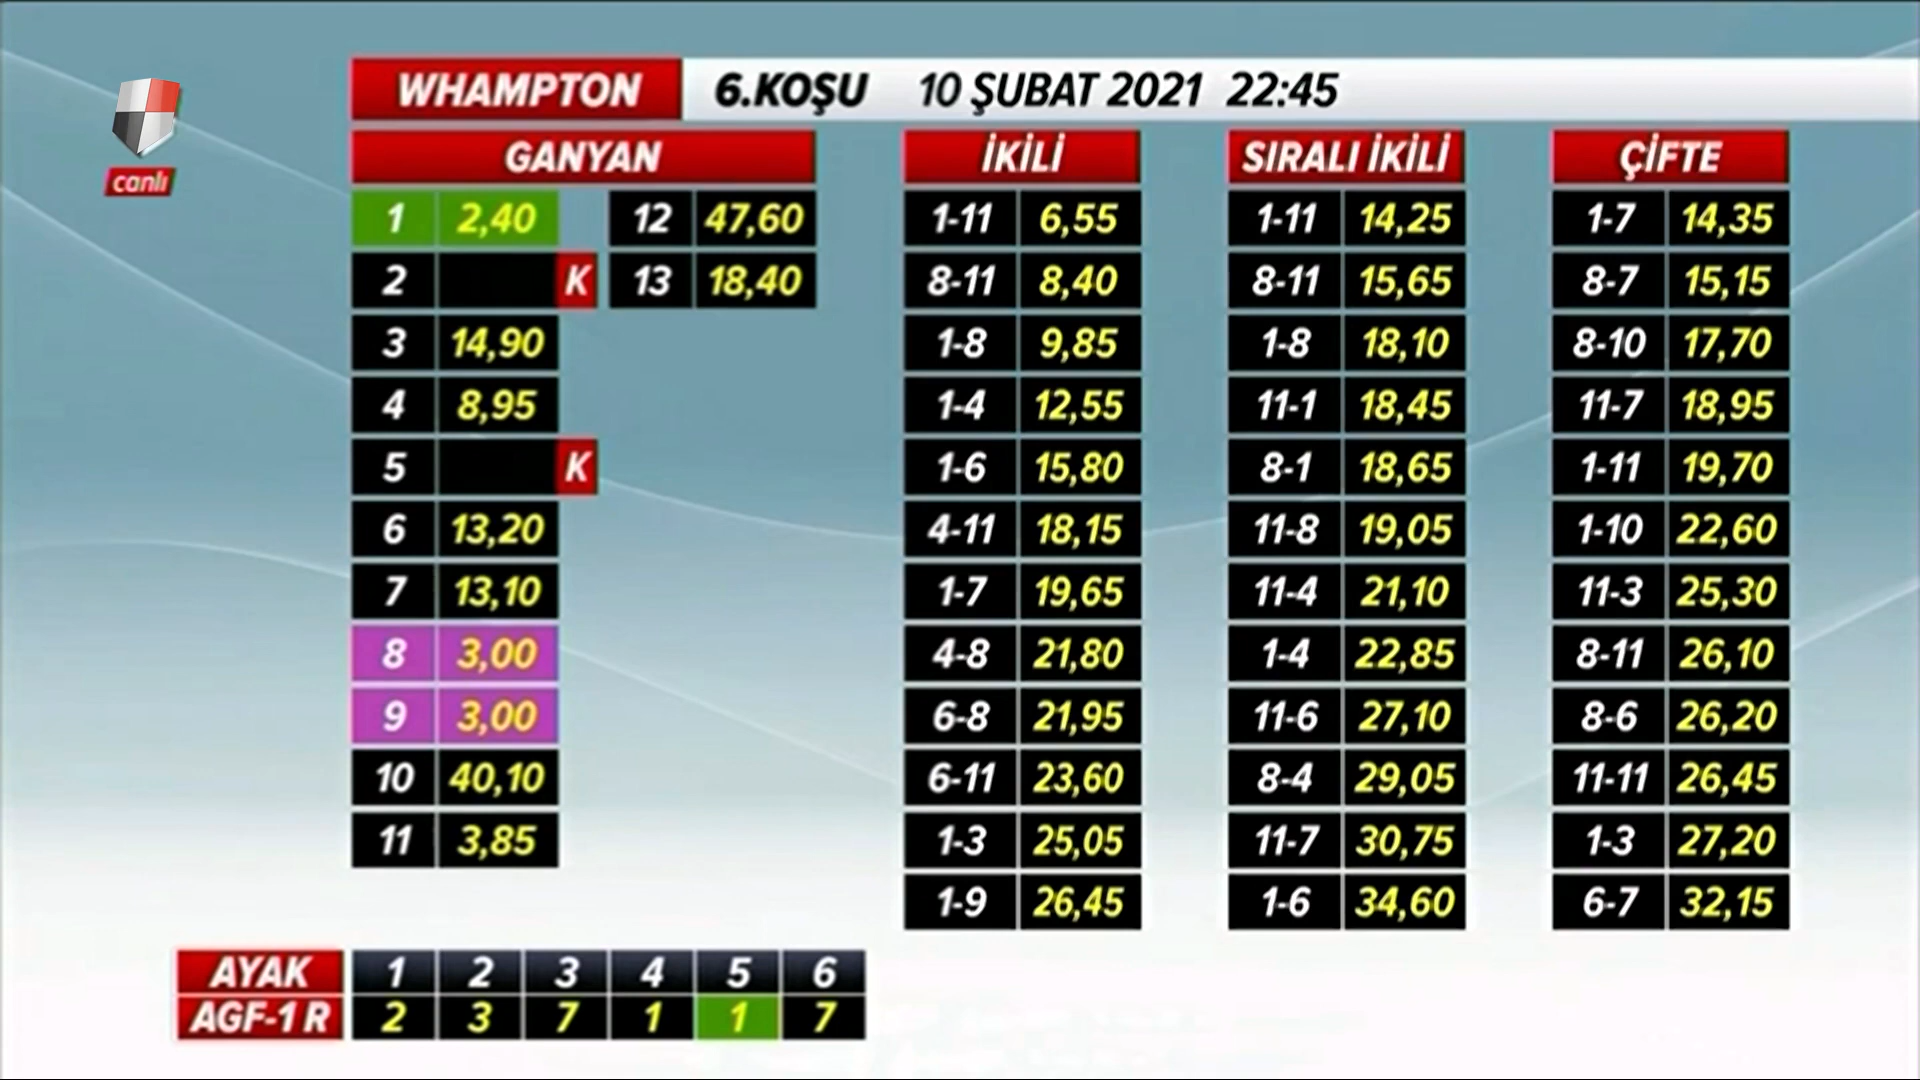 WHAMPTON 6.KOŞU 10 ŞUBAT 2021 22:45
canlı
GANYAN İKİLİ SIRALI İKİLİ ÇİFTE
1 2,40 12 47,60 1-11 6,55 1-11 14,25 1-7 14,35
2 K 13 18,40 8-11 8,40 8-11 15,65 8-7 15,15
3 14,90 1-8 9,85 1-8 18,10 8-10 17,70
4 8,95 1-4 12,55 11-1 18,45 11-7 18,95
5 K 1-6 15,80 8-1 18,65 1-11 19,70
6 13,20 4-11 18,15 11-8 19,05 1-10 22,60
7 13,10 1-7 19,65 11-4 21,10 11-3 25,30
8 3,00 4-8 21,80 1-4 22,85 8-11 26,10
9 3,00 6-8 21,95 11-6 27,10 8-6 26,20
10 40,10 6-11 23,60 8-4 29,05 11-11 26,45
11 3,85 1-3 25,05 11-7 30,75 1-3 27,20
1-9 26,45 1-6 34,60 6-7 32,15
AYAK 1 2 3 4 5 6
AGF-1 R 2 3 7 1 1 7